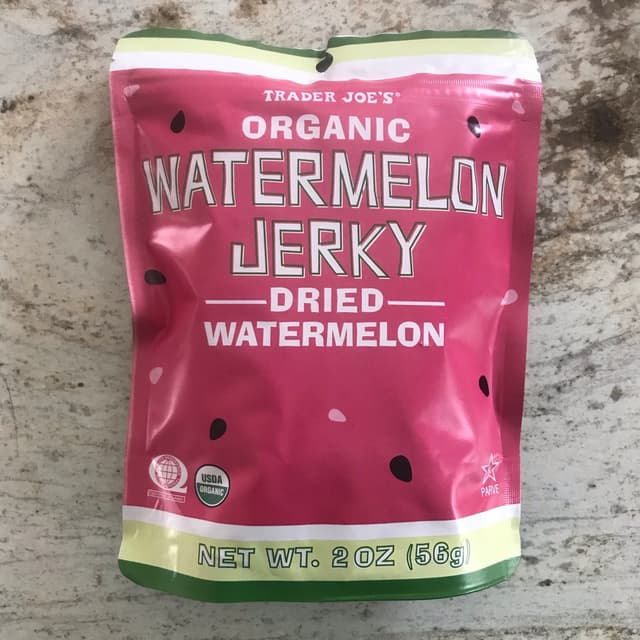 TRADER JOE'S®
ORGANIC
WATERMELON
JERKY
DRIED
WATERMELON
USDA
ORGANIC
PARVE
NET WT. 2 OZ (56g)